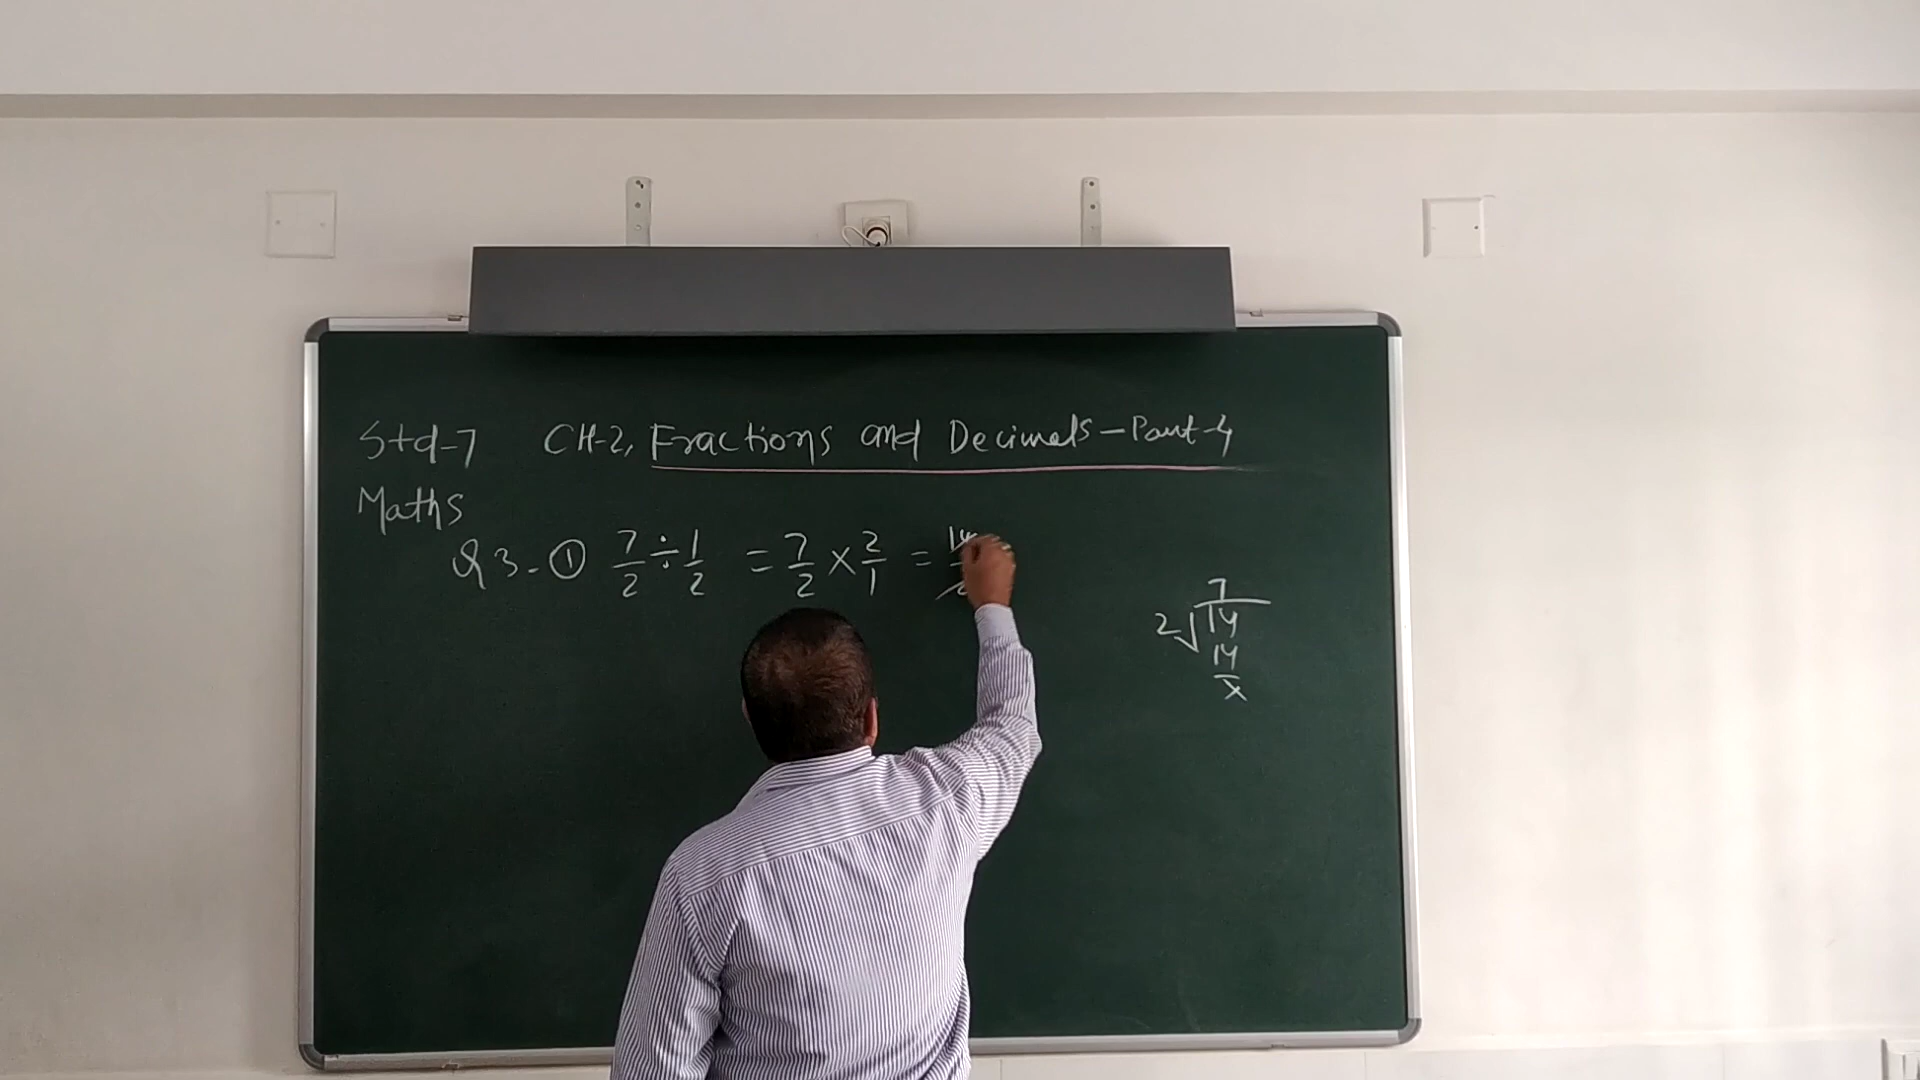 Std-7 CH-2, Fractions and Decimals - Part-4
Maths
Q3- ① 7/2 ÷ 1/2 = 7/2 × 2/1 = 14/2
7
2√14
14
x